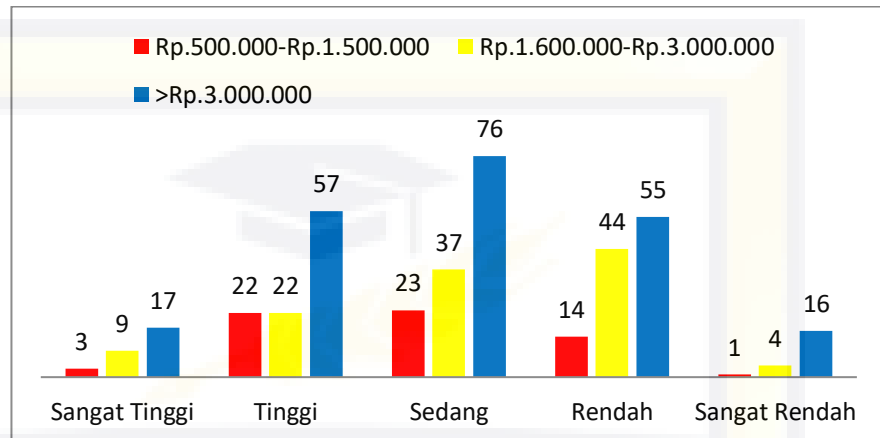 Rp.500.000-Rp.1.500.000 Rp.1.600.000-Rp.3.000.000
>Rp.3.000.000
3 9 17 22 22 57 23 37 76 14 44 55 1 4 16
Sangat Tinggi Tinggi Sedang Rendah Sangat Rendah